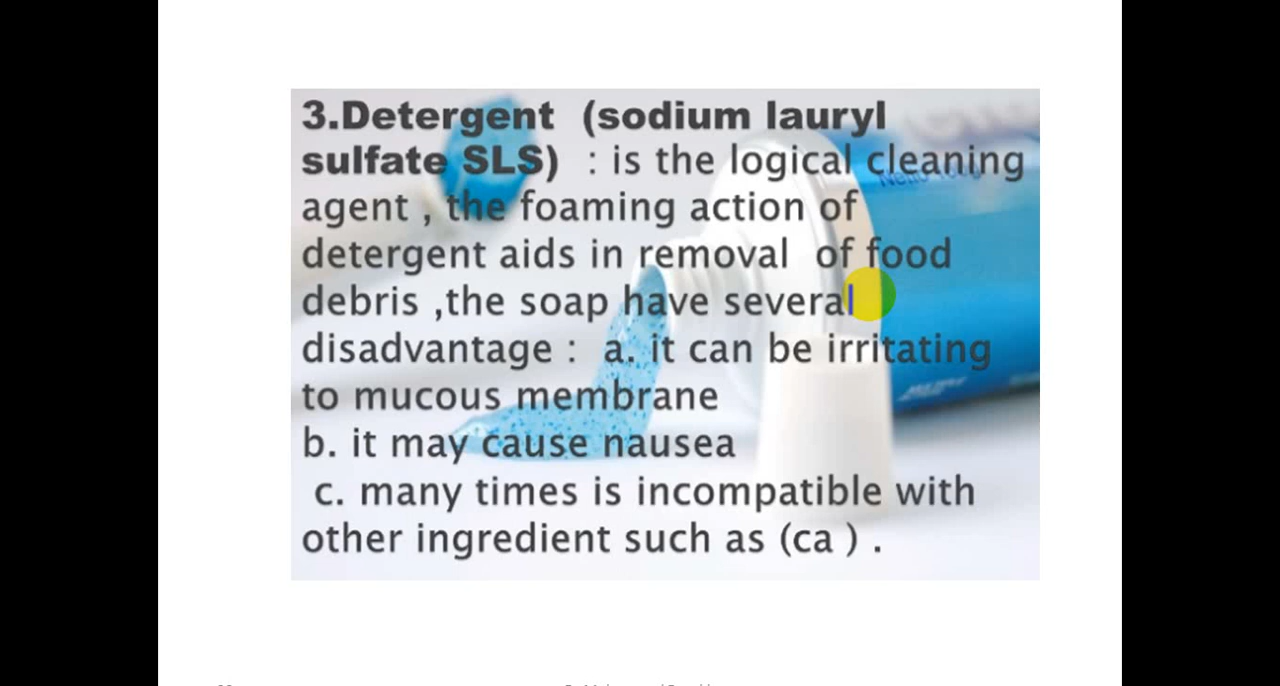 3.Detergent (sodium lauryl
sulfate SLS) : is the logical cleaning
agent , the foaming action of
detergent aids in removal of food
debris ,the soap have several
disadvantage : a. it can be irritating
to mucous membrane
b. it may cause nausea
c. many times is incompatible with
other ingredient such as (ca ) .